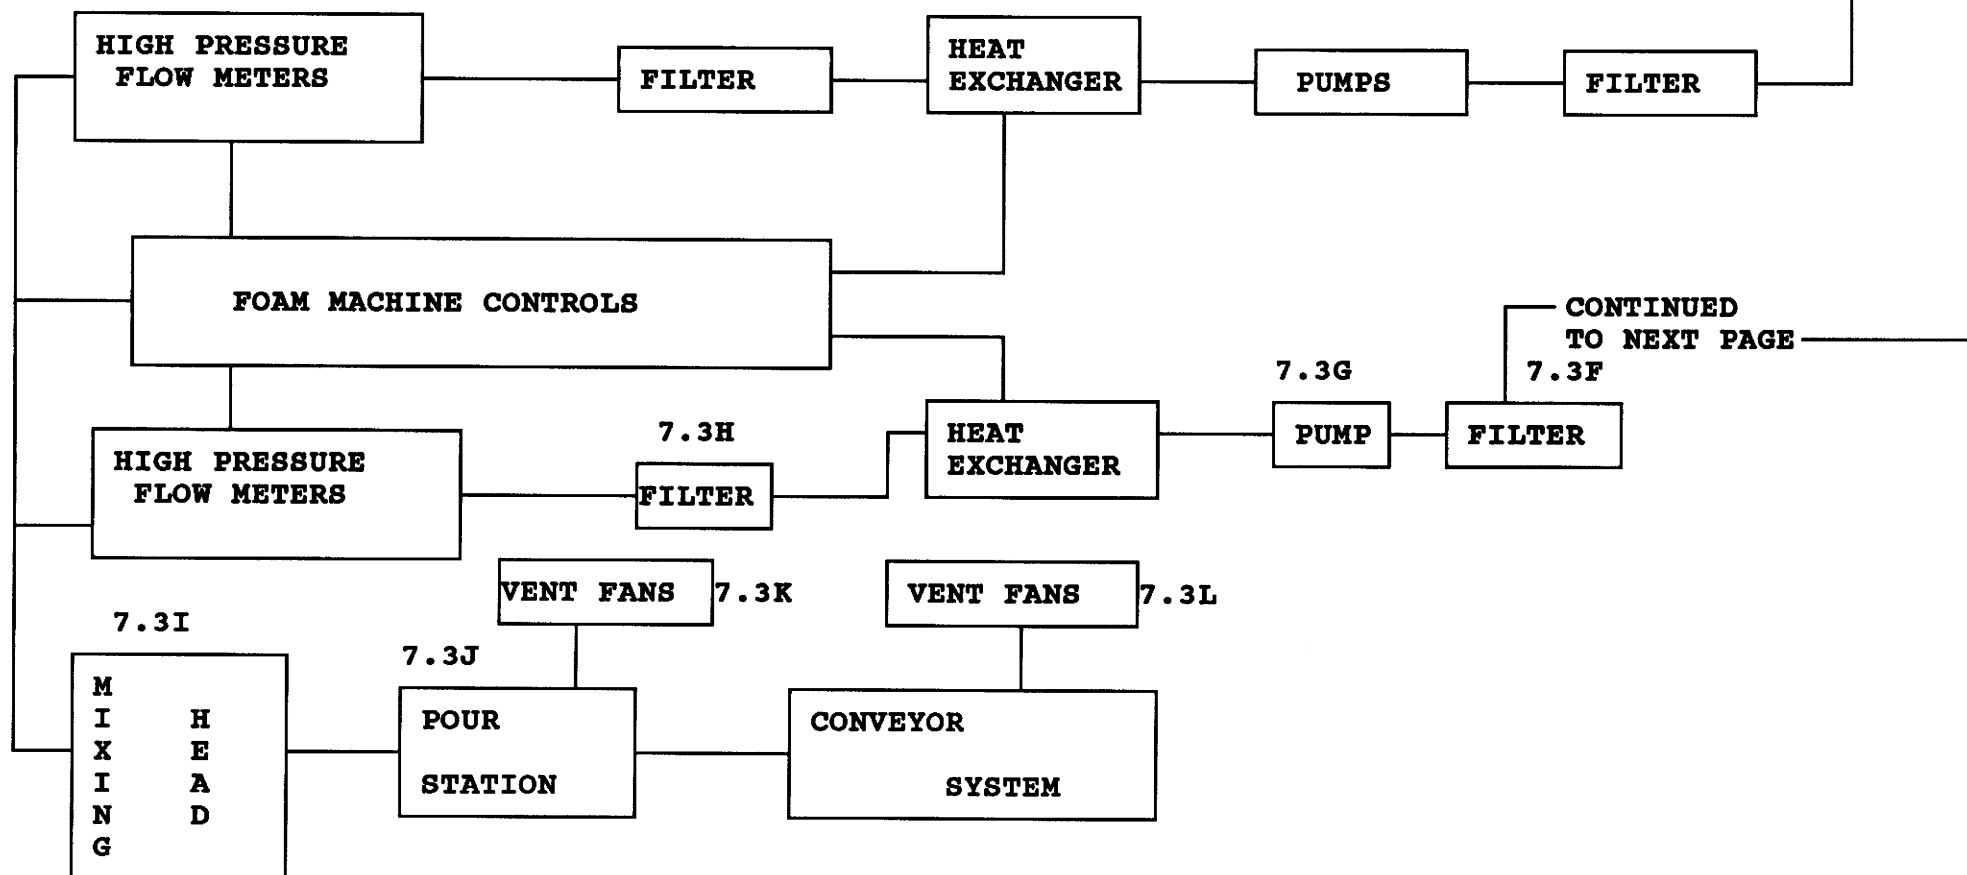 HIGH PRESSURE
FLOW METERS
FILTER
HEAT
EXCHANGER
PUMPS
FILTER
FOAM MACHINE CONTROLS
CONTINUED
TO NEXT PAGE
7.3G
7.3F
HIGH PRESSURE
FLOW METERS
7.3H
FILTER
HEAT
EXCHANGER
PUMP
FILTER
VENT FANS 7.3K
VENT FANS 7.3L
7.3I
MIXING
HEAD
7.3J
POUR
STATION
CONVEYOR
SYSTEM